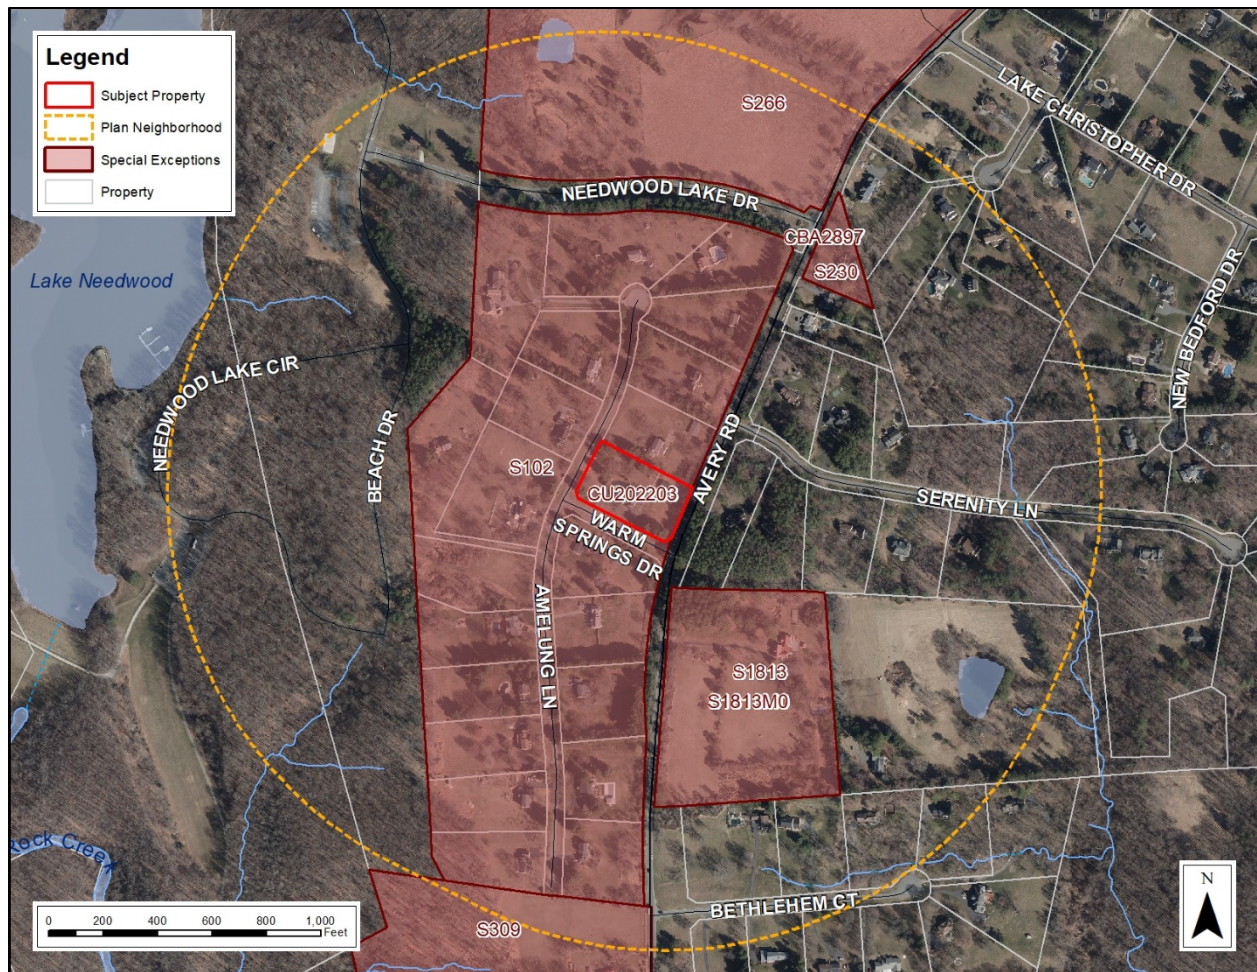 Legend
Subject Property
Plan Neighborhood
Special Exceptions
Property
S266
LAKE CHRISTOPHER DR
NEEDWOOD LAKE DR
CBA2897
S230
Lake Needwood
NEW BEDFORD DR
NEEDWOOD LAKE CIR
BEACH DR
S102
AVERY RD
CU202203
SERENITY LN
WARM
SPRINGS DR
AMELUNG LN
S1813
S1813M0
Rock Creek
BETHLEHEM CT
S309
N
0 200 400 600 800 1,000
Feet